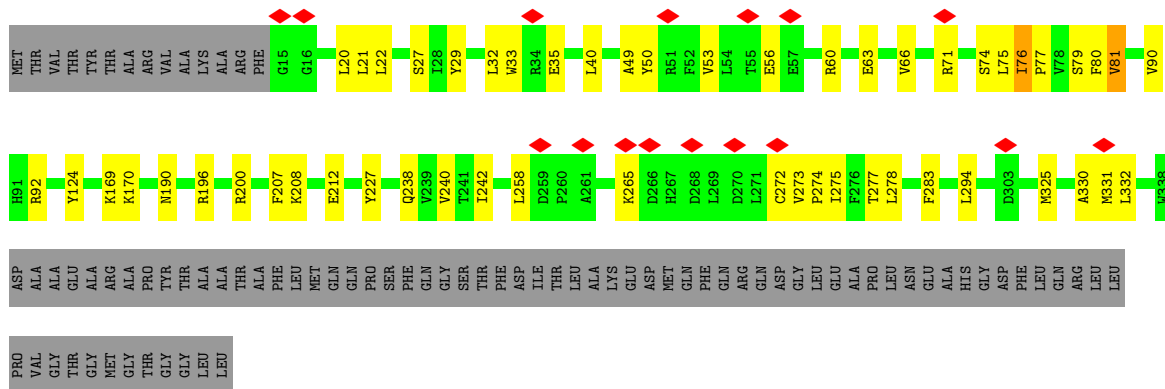 MET THR VAL THR TYR THR THR ALA ARG VAL ALA LYS ALA ARG PHE G15 G16 L20 L21 L22 S27 I28 Y29 L32 W33 R34 E35 L40 A49 Y50 R51 F52 V53 L54 T55 E56 E57 R60 E63 V66 R71 S74 L75 I76 P77 V78 S79 F80 V81 V90
H91 R92 Y124 K169 K170 N190 R196 R200 F207 K208 E212 Y227 Q238 V239 V240 T241 I242 L258 D259 P260 A261 K265 D266 H267 D268 L269 D270 L271 C272 V273 P274 I275 F276 T277 L278 F283 L294 D303 M325 A330 M331 L332 W338
ASP ALA ALA GLU ALA ARG ALA PRO TYR THR ALA ALA THR ALA PHE LEU MET GLN GLN PRO SER PHE GLN GLY SER THR PHE ASP ILE THR LEU ALA LYS GLU ASP MET GLN PHE GLN ARG GLN ASP GLY LEU GLU ALA PRO LEU ASN GLU ALA HIS GLY ASP PHE LEU GLN ARG LEU LEU
PRO VAL GLY THR GLY MET GLY THR GLY GLY LEU LEU